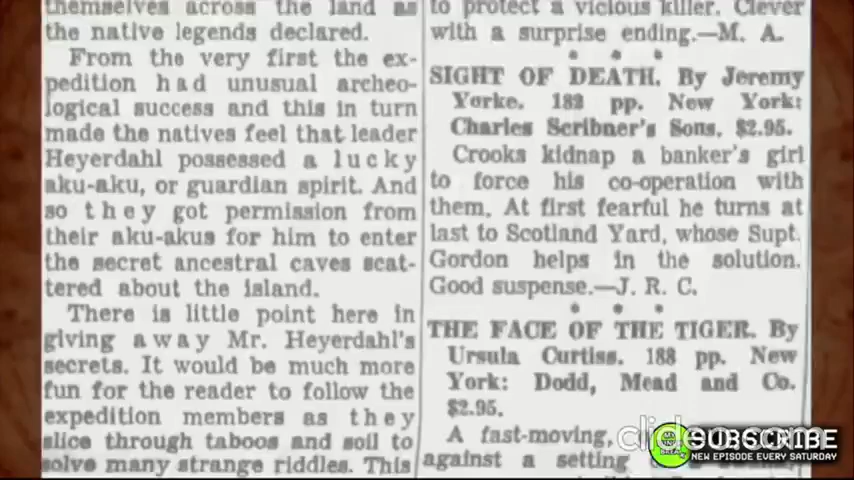 themselves across the land as
the native legends declared.
From the very first the ex-
pedition had unusual archeo-
logical success and this in turn
made the natives feel that leader
Heyerdahl possessed a lucky
aku-aku, or guardian spirit. And
so they got permission from
their aku-akus for him to enter
the secret ancestral caves scat-
tered about the island.
There is little point here in
giving away Mr. Heyerdahl's
secrets. It would be much more
fun for the reader to follow the
expedition members as they
slice through taboos and soil to
solve many strange riddles. This
to protect a vicious killer. Clever
with a surprise ending.—M. A.
* * *
SIGHT OF DEATH. By Jeremy
Yorke. 182 pp. New York:
Charles Scribner's Sons. $2.95.
Crooks kidnap a banker's girl
to force his co-operation with
them. At first fearful he turns at
last to Scotland Yard, whose Supt.
Gordon helps in the solution.
Good suspense.—J. R. C.
* * *
THE FACE OF THE TIGER. By
Ursula Curtiss. 188 pp. New
York: Dodd, Mead and Co.
$2.95.
A fast-moving,
against a setting
SUBSCRIBE
NEW EPISODE EVERY SATURDAY